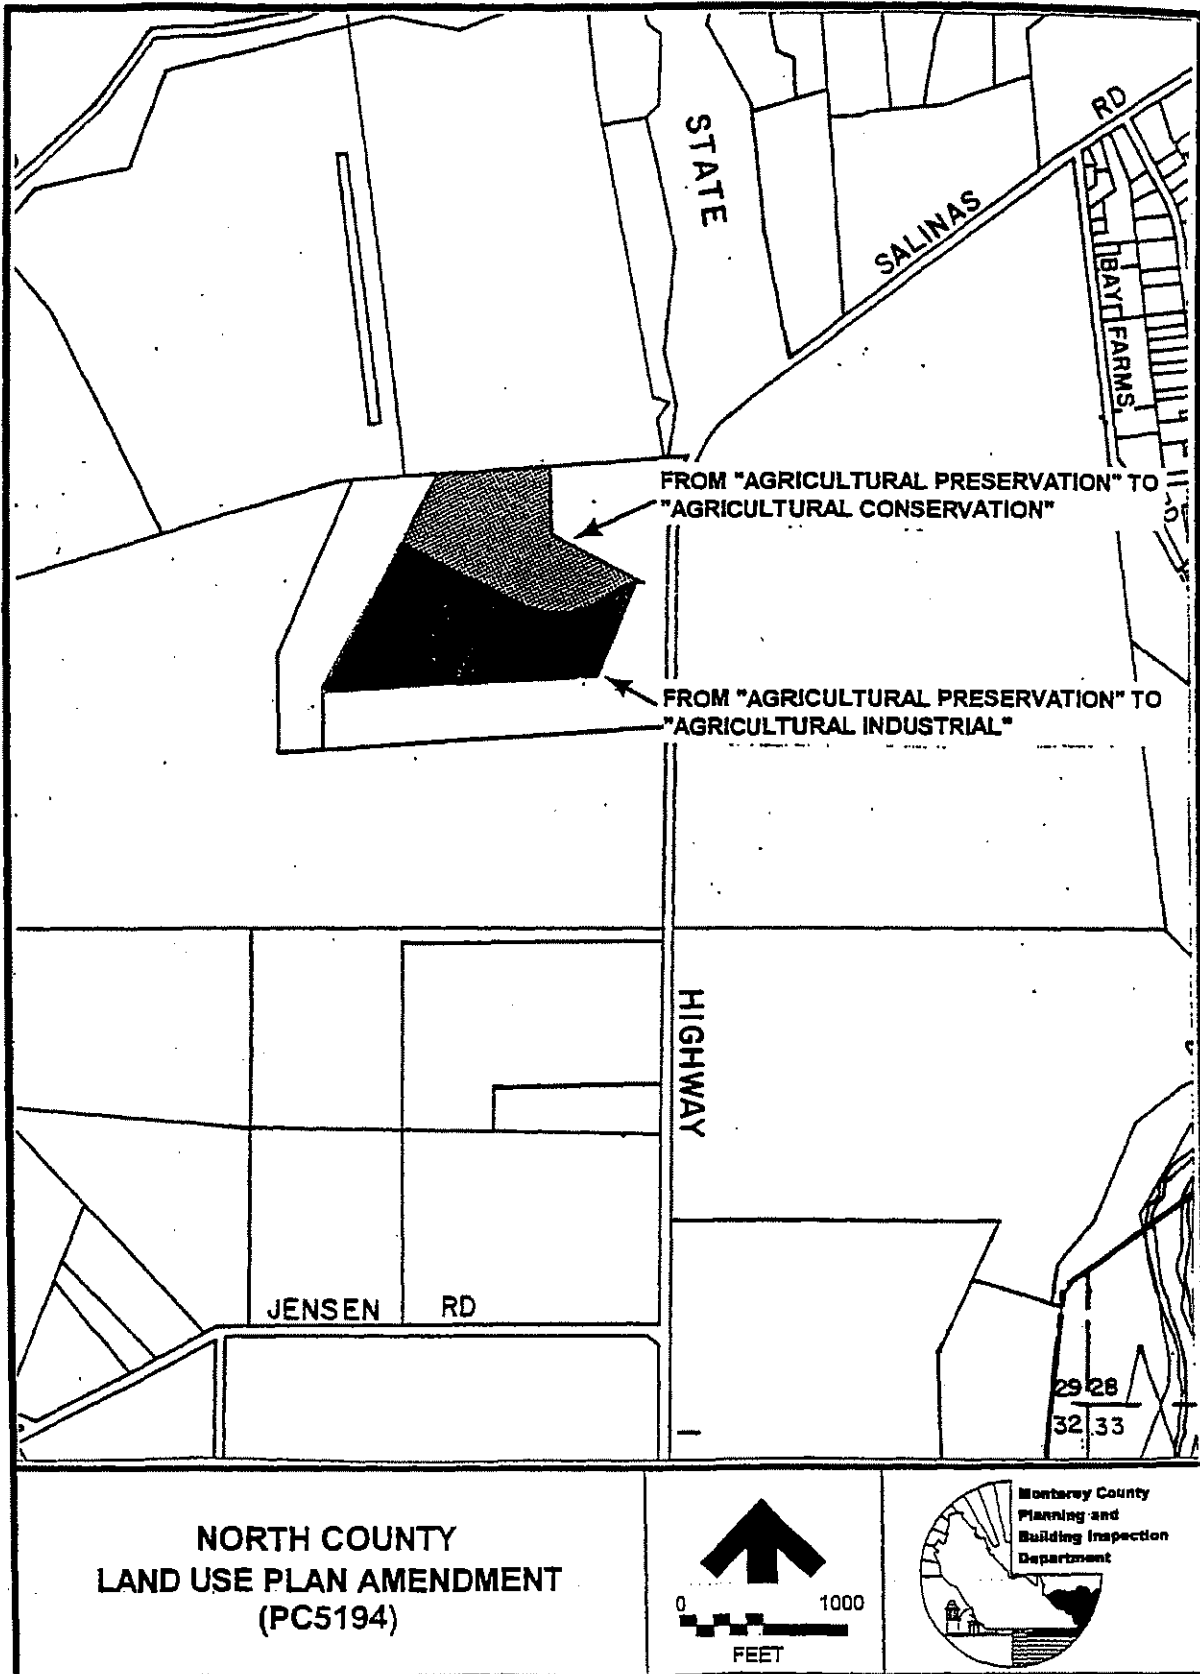 STATE
RD
SALINAS
BAY FARMS
FROM "AGRICULTURAL PRESERVATION" TO
"AGRICULTURAL CONSERVATION"
FROM "AGRICULTURAL PRESERVATION" TO
"AGRICULTURAL INDUSTRIAL"
HIGHWAY
JENSEN RD
29 28
32 33
NORTH COUNTY
LAND USE PLAN AMENDMENT
(PC5194)
0 1000
FEET
Monterey County
Planning and
Building Inspection
Department